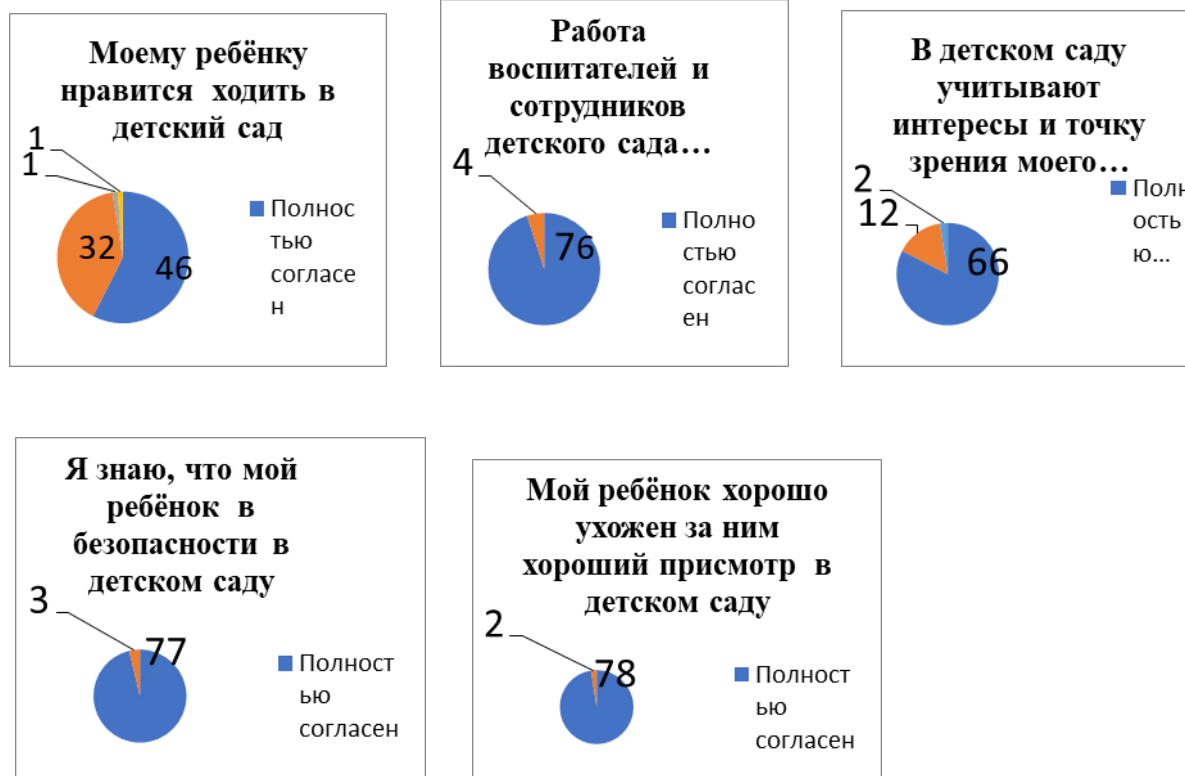 Моему ребёнку
нравится ходить в
детский сад
1
1
32
46
Полнос
тью
согласе
н
Работа
воспитателей и
сотрудников
детского сада…
4
76
Полно
стью
соглас
ен
В детском саду
учитывают
интересы и точку
зрения моего…
2
12
66
Полн
ость
ю…
Я знаю, что мой
ребёнок в
безопасности в
детском саду
3
77
Полност
ью
согласен
Мой ребёнок хорошо
ухожен за ним
хороший присмотр в
детском саду
2
78
Полност
ью
согласен